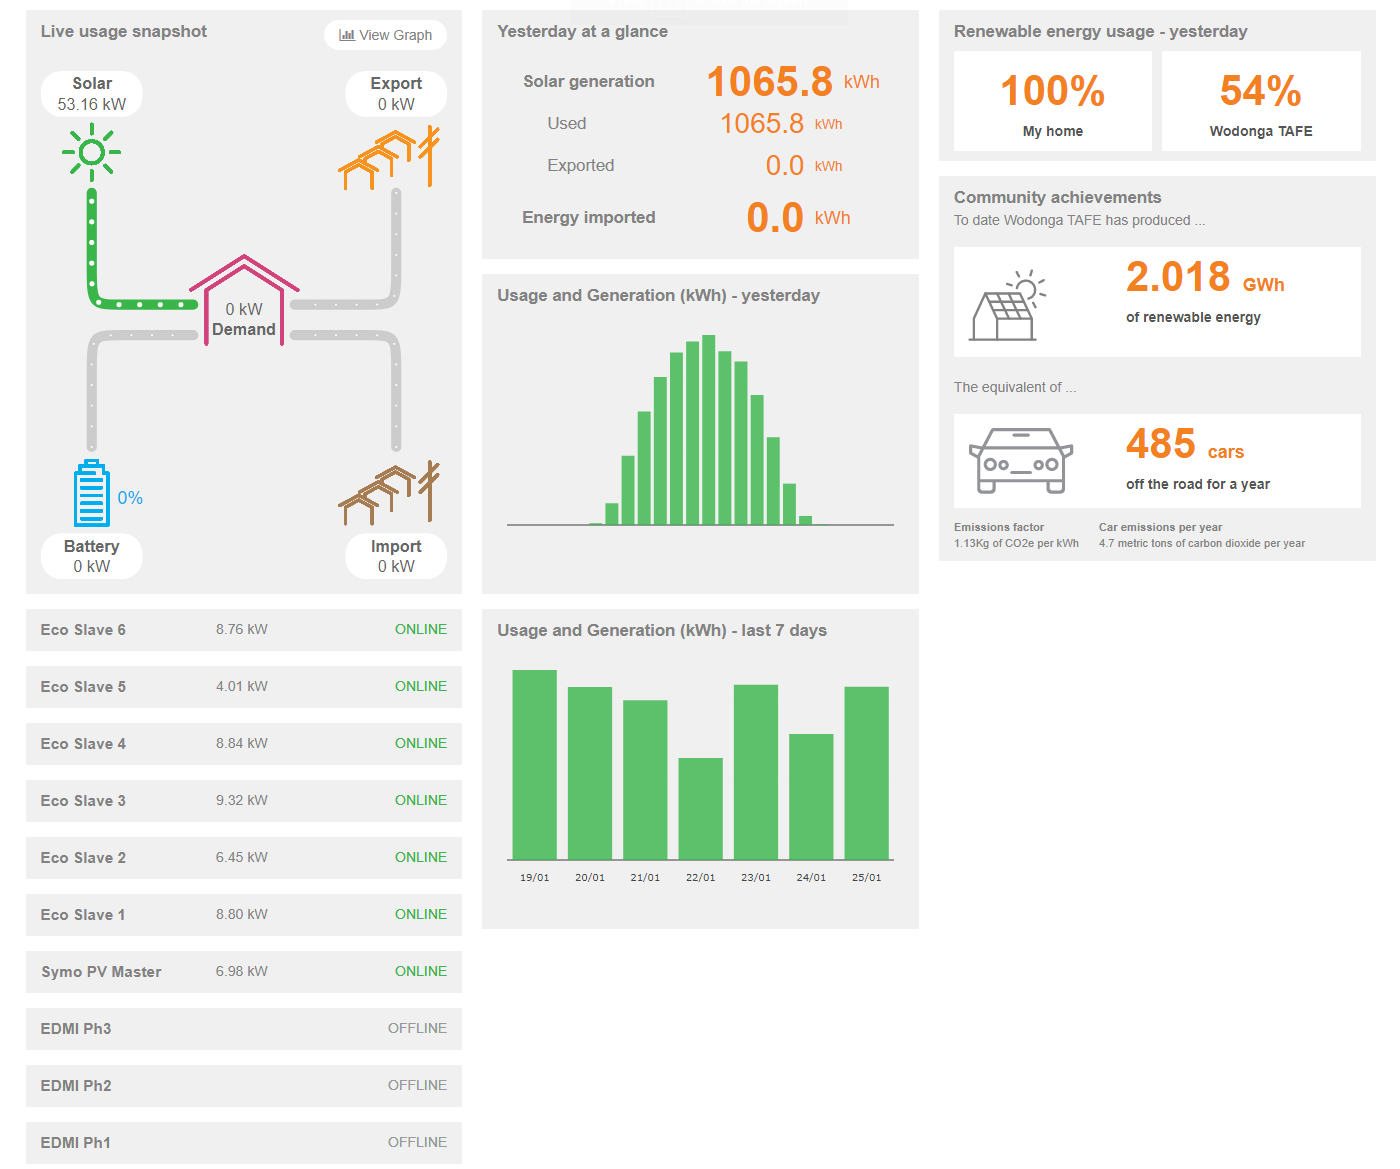 Live usage snapshot
View Graph
Solar
53.16 kW
Export
0 kW
0 kW
Demand
0%
Battery
0 kW
Import
0 kW
Eco Slave 6 8.76 kW ONLINE
Eco Slave 5 4.01 kW ONLINE
Eco Slave 4 8.84 kW ONLINE
Eco Slave 3 9.32 kW ONLINE
Eco Slave 2 6.45 kW ONLINE
Eco Slave 1 8.80 kW ONLINE
Symo PV Master 6.98 kW ONLINE
EDMI Ph3 OFFLINE
EDMI Ph2 OFFLINE
EDMI Ph1 OFFLINE
Yesterday at a glance
Solar generation 1065.8 kWh
Used 1065.8 kWh
Exported 0.0 kWh
Energy imported 0.0 kWh
Usage and Generation (kWh) - yesterday
Usage and Generation (kWh) - last 7 days
19/01 20/01 21/01 22/01 23/01 24/01 25/01
Renewable energy usage - yesterday
100%
My home
54%
Wodonga TAFE
Community achievements
To date Wodonga TAFE has produced ...
2.018 GWh
of renewable energy
The equivalent of ...
485 cars
off the road for a year
Emissions factor
1.13Kg of CO2e per kWh
Car emissions per year
4.7 metric tons of carbon dioxide per year